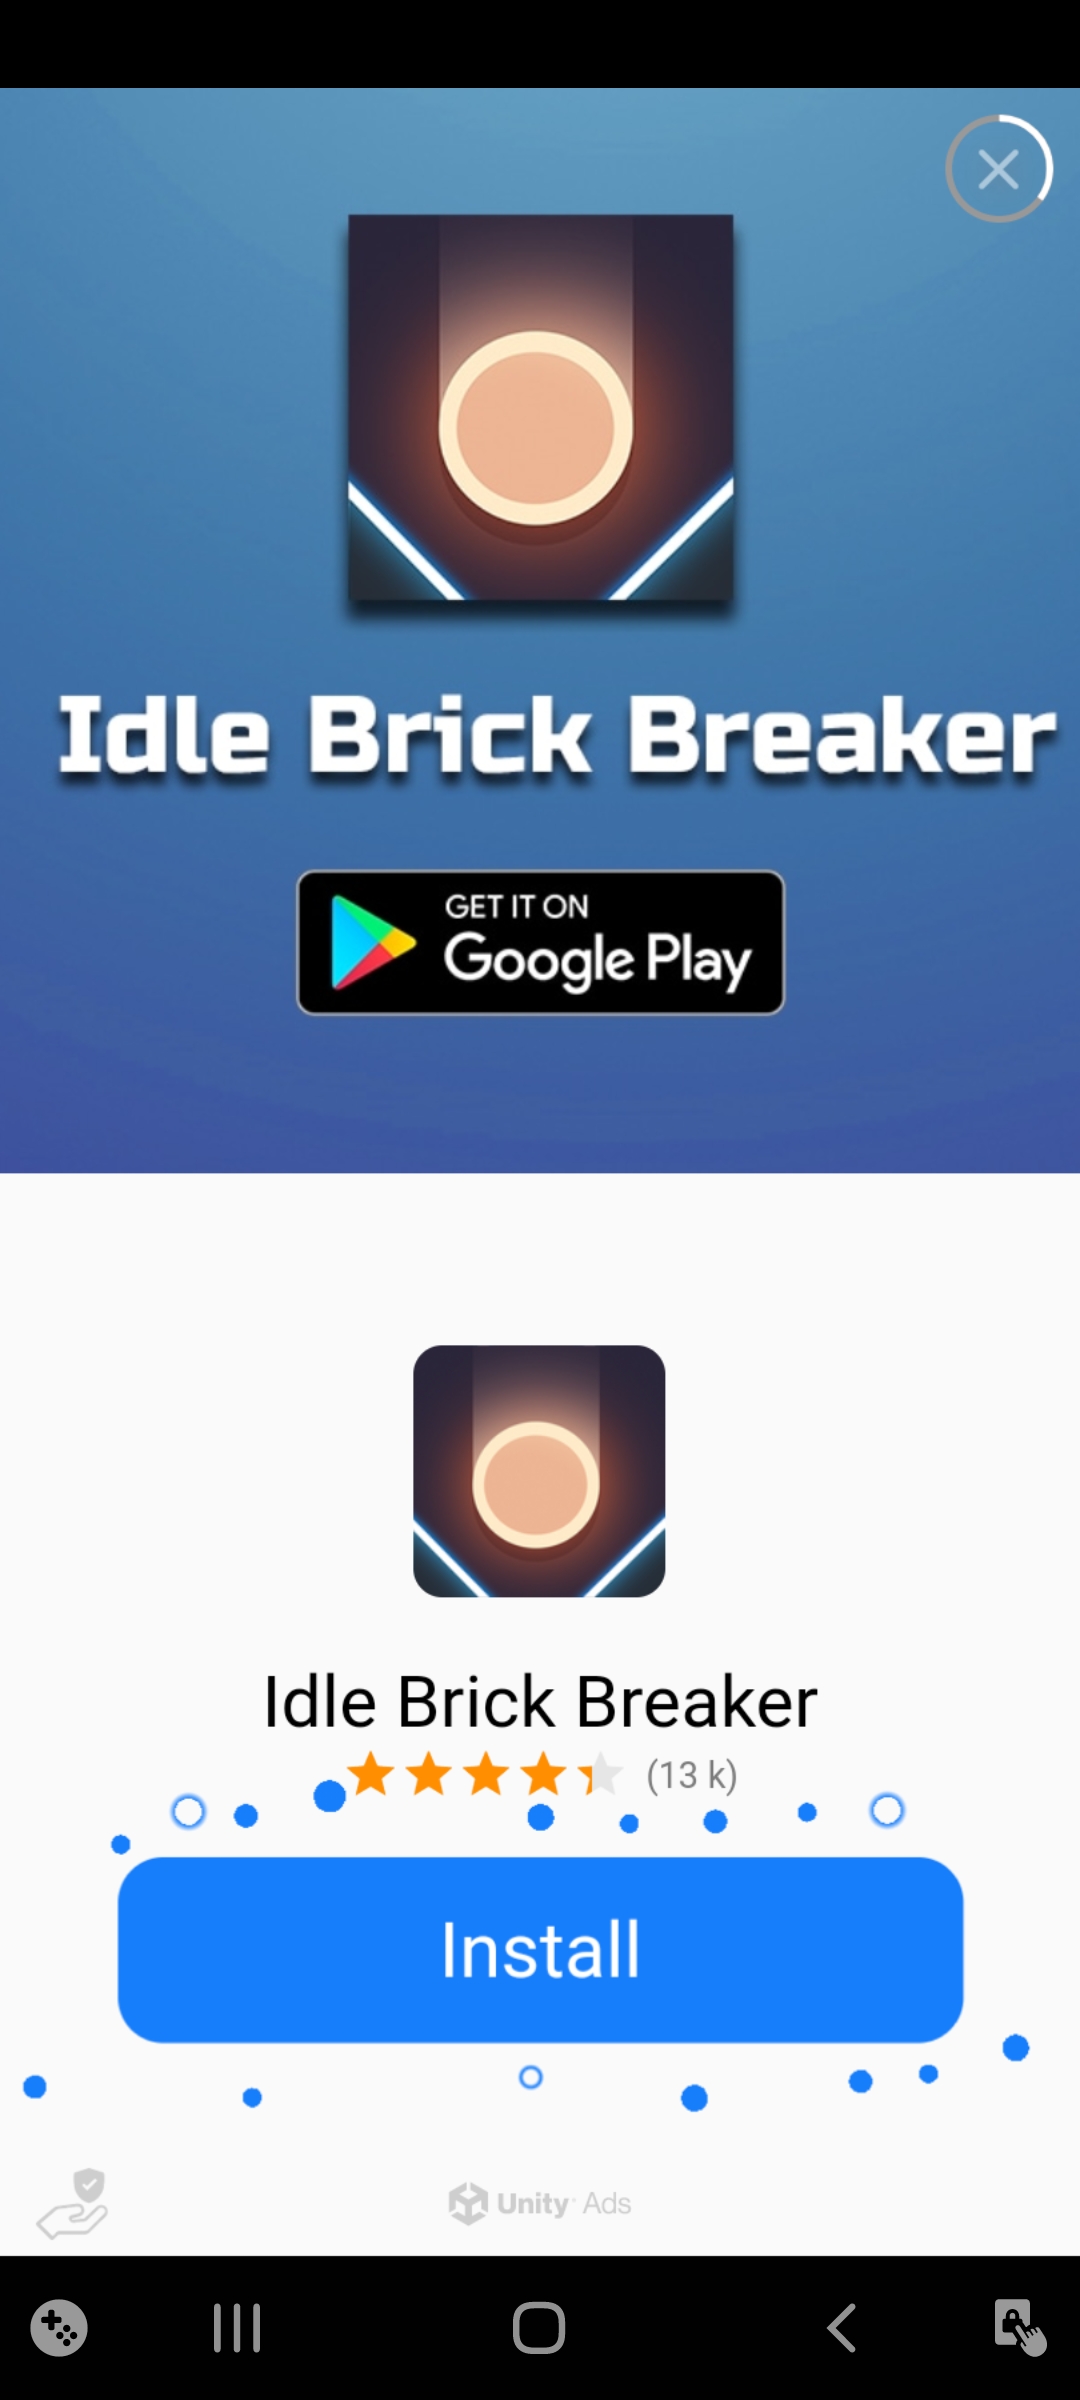 Idle Brick Breaker
GET IT ON
Google Play
Idle Brick Breaker
(13 k)
Install
Unity Ads